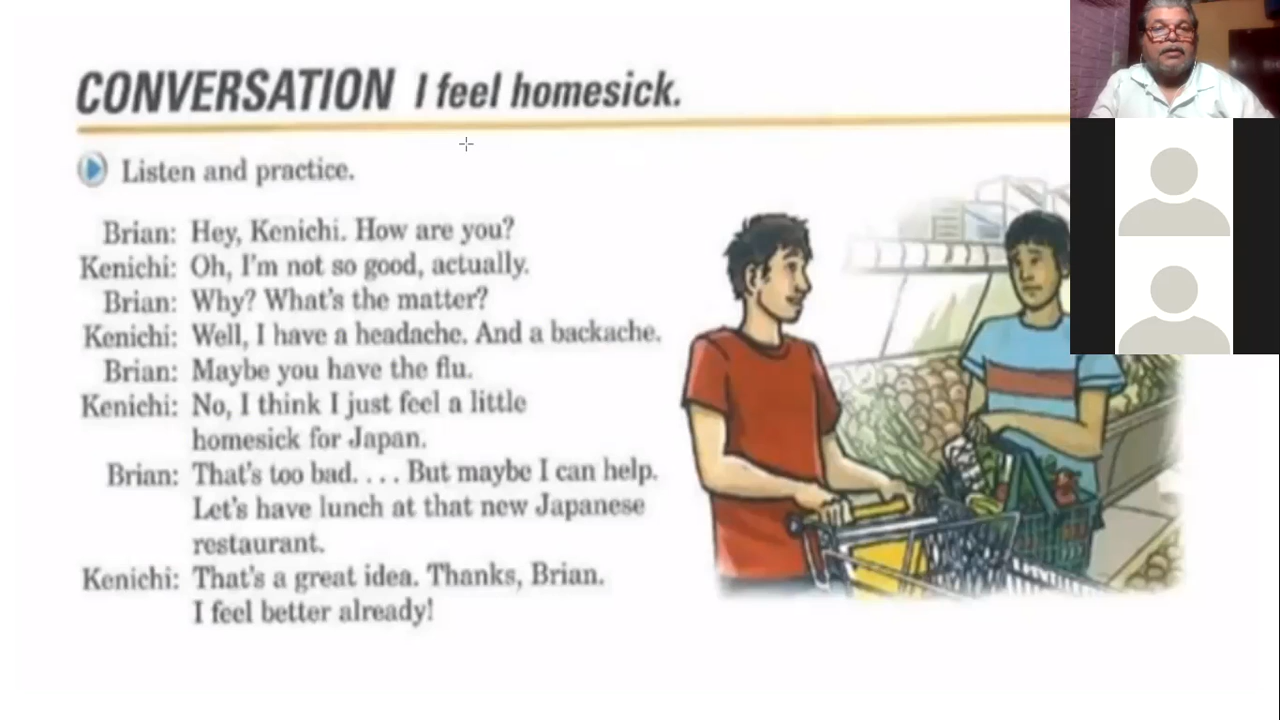 CONVERSATION I feel homesick.
Listen and practice.
Brian: Hey, Kenichi. How are you?
Kenichi: Oh, I'm not so good, actually.
Brian: Why? What's the matter?
Kenichi: Well, I have a headache. And a backache.
Brian: Maybe you have the flu.
Kenichi: No, I think I just feel a little
homesick for Japan.
Brian: That's too bad. . . . But maybe I can help.
Let's have lunch at that new Japanese
restaurant.
Kenichi: That's a great idea. Thanks, Brian.
I feel better already!